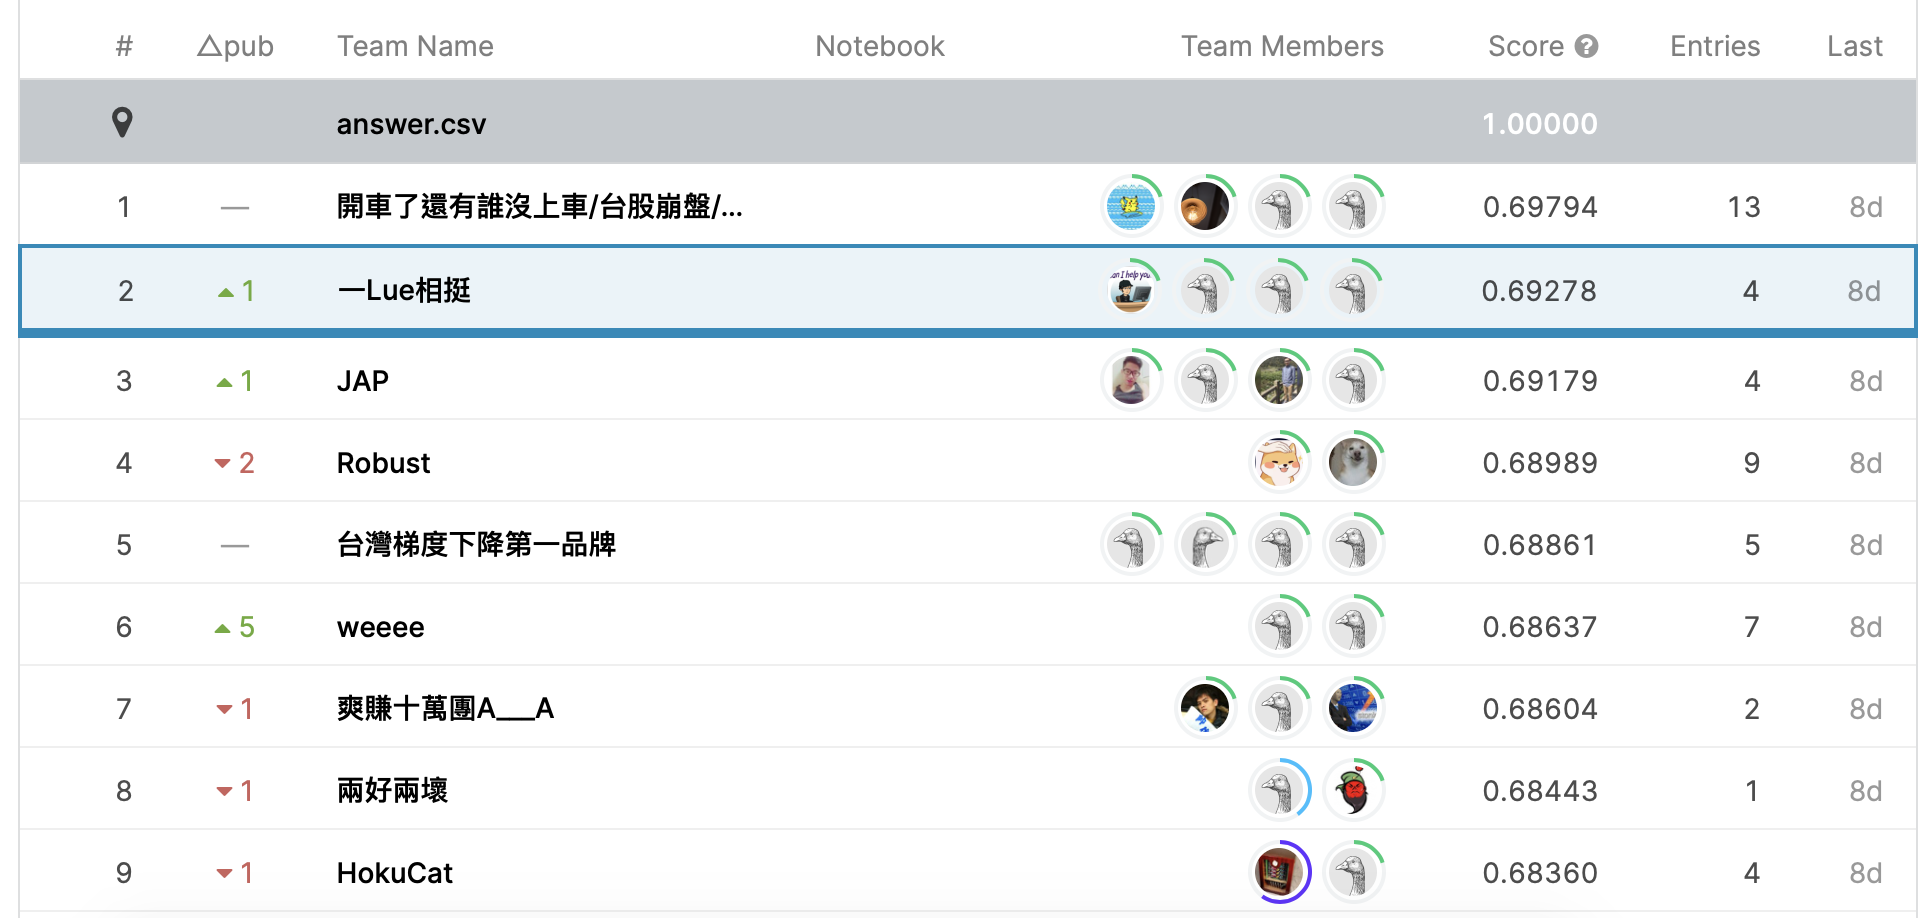 # △pub Team Name Notebook Team Members Score ? Entries Last
answer.csv 1.00000
1 — 開車了還有誰沒上車/台股崩盤/... 0.69794 13 8d
2 ▲1 一Lue相挺 an I help you 0.69278 4 8d
3 ▲1 JAP 0.69179 4 8d
4 ▼2 Robust 0.68989 9 8d
5 — 台灣梯度下降第一品牌 0.68861 5 8d
6 ▲5 weeee 0.68637 7 8d
7 ▼1 爽賺十萬團A___A 0.68604 2 8d
8 ▼1 兩好兩壞 0.68443 1 8d
9 ▼1 HokuCat 0.68360 4 8d